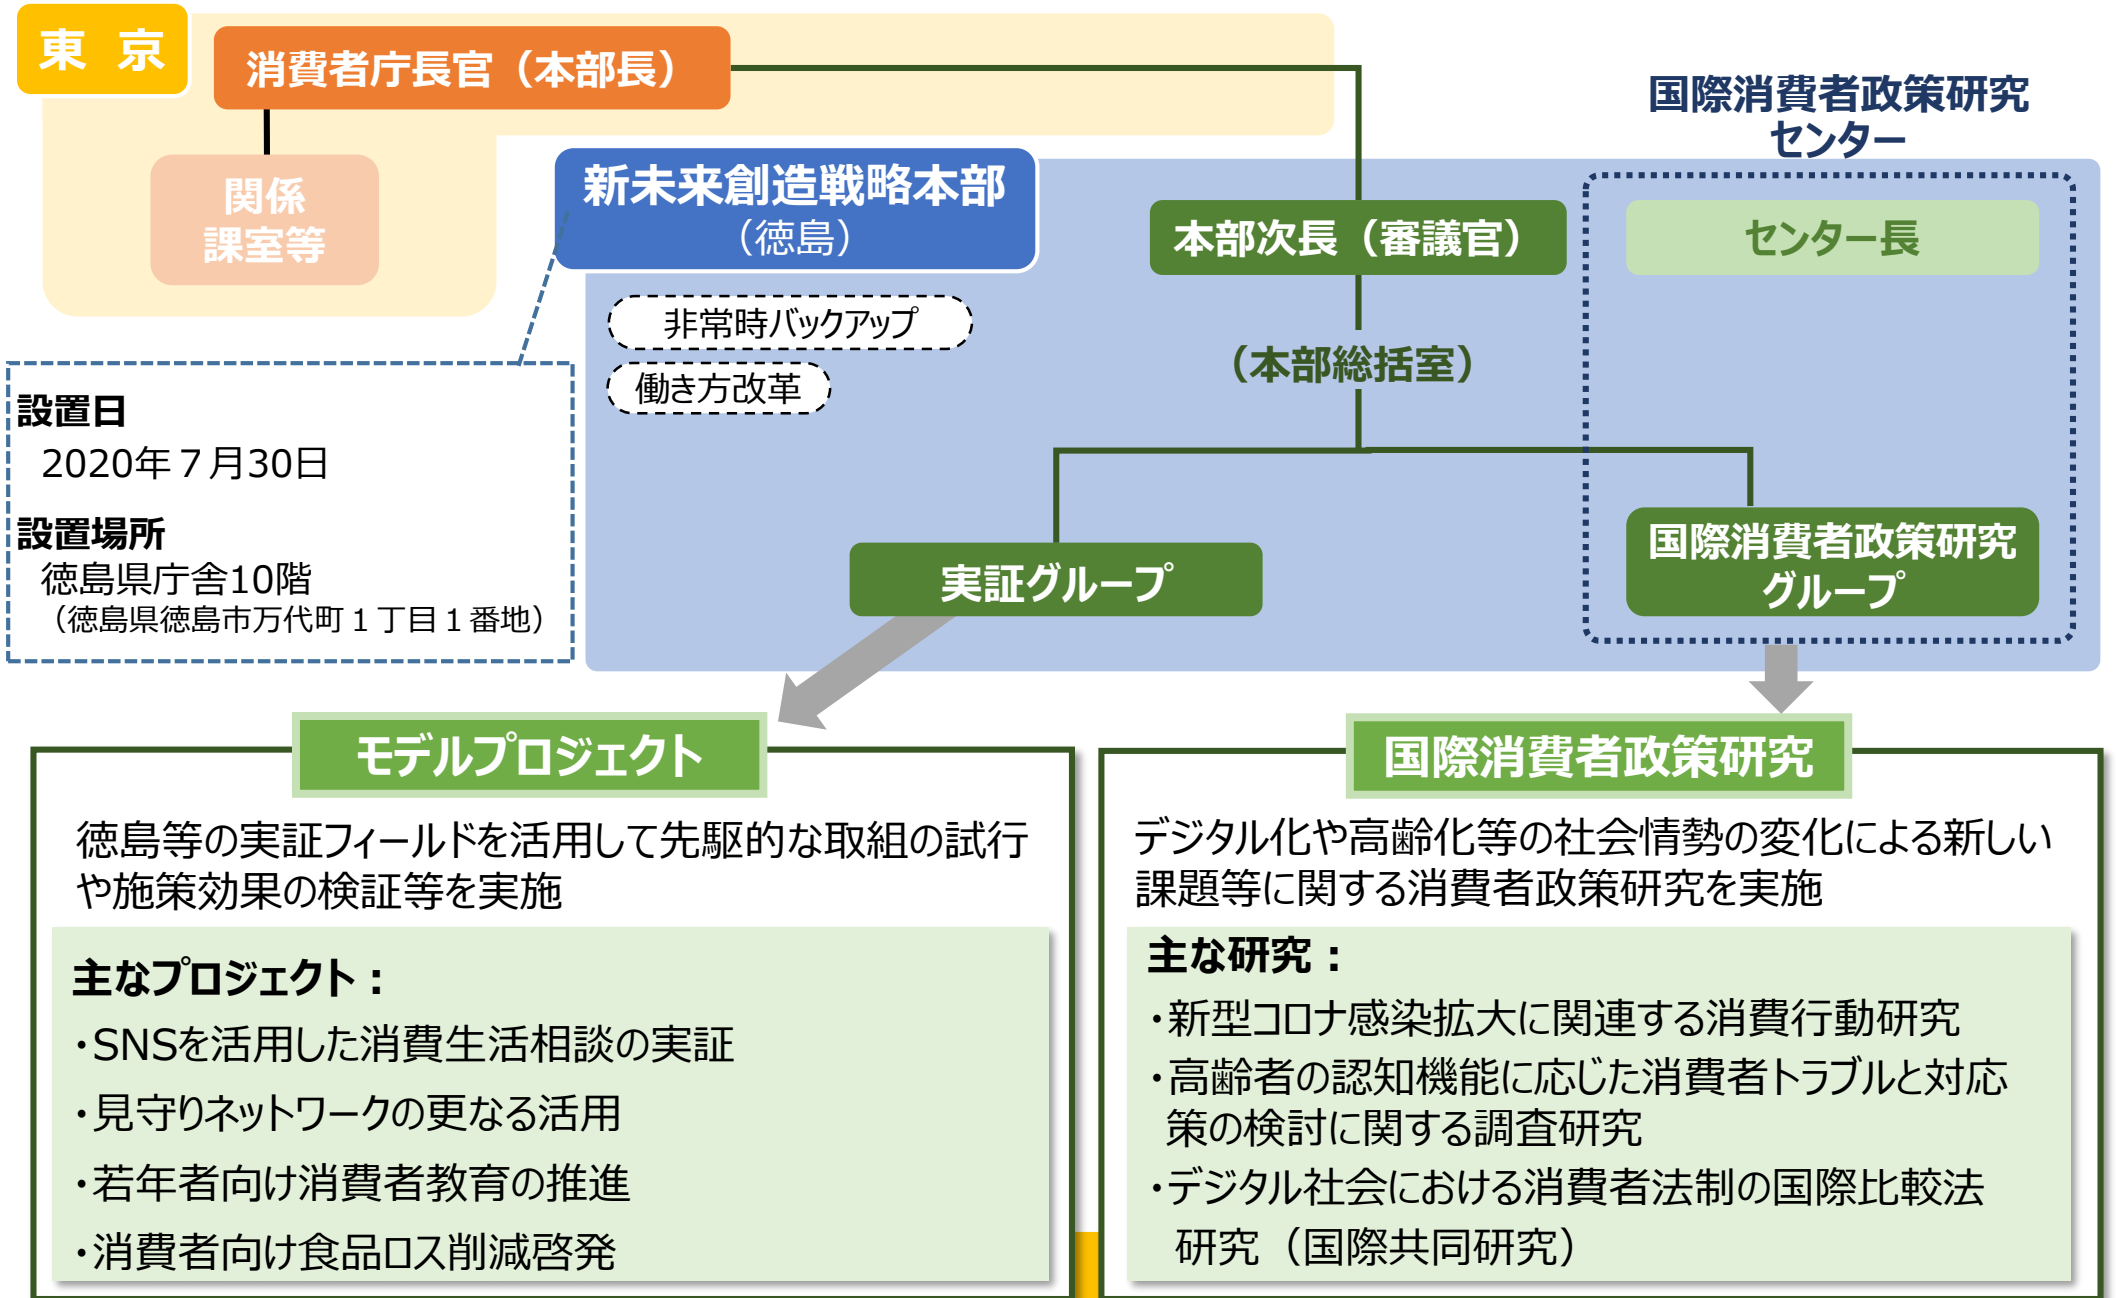 東 京
消費者庁長官（本部長）
関係
課室等
新未来創造戦略本部
（徳島）
非常時バックアップ
働き方改革
本部次長（審議官）
（本部総括室）
国際消費者政策研究
センター
センター長
設置日
2020年７月30日
設置場所
徳島県庁舎10階
（徳島県徳島市万代町１丁目１番地）
実証グループ
国際消費者政策研究
グループ
モデルプロジェクト
徳島等の実証フィールドを活用して先駆的な取組の試行
や施策効果の検証等を実施
主なプロジェクト：
・SNSを活用した消費生活相談の実証
・見守りネットワークの更なる活用
・若年者向け消費者教育の推進
・消費者向け食品ロス削減啓発
国際消費者政策研究
デジタル化や高齢化等の社会情勢の変化による新しい
課題等に関する消費者政策研究を実施
主な研究：
・新型コロナ感染拡大に関連する消費行動研究
・高齢者の認知機能に応じた消費者トラブルと対応
策の検討に関する調査研究
・デジタル社会における消費者法制の国際比較法
研究（国際共同研究）